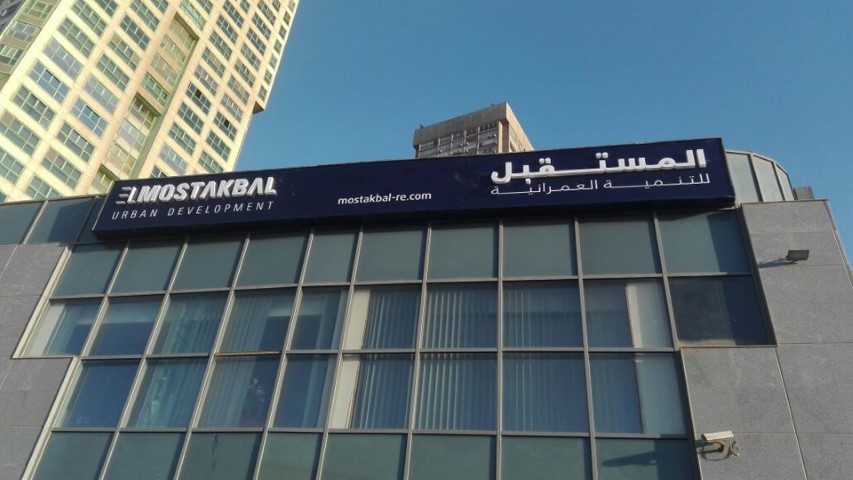 ELMOSTAKBAL
URBAN DEVELOPMENT
mostakbal-re.com
المستقبل
للتنمية العمرانية